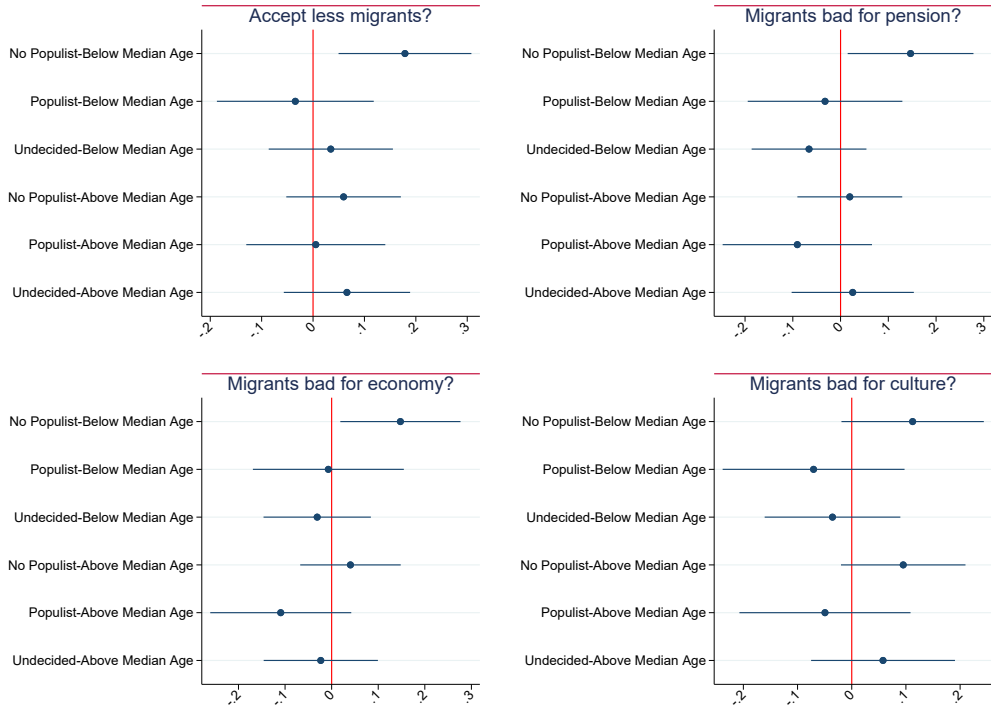 Accept less migrants?
No Populist-Below Median Age
Populist-Below Median Age
Undecided-Below Median Age
No Populist-Above Median Age
Populist-Above Median Age
Undecided-Above Median Age
-.2 -.1 0 .1 .2 .3
Migrants bad for pension?
No Populist-Below Median Age
Populist-Below Median Age
Undecided-Below Median Age
No Populist-Above Median Age
Populist-Above Median Age
Undecided-Above Median Age
-.2 -.1 0 .1 .2 .3
Migrants bad for economy?
No Populist-Below Median Age
Populist-Below Median Age
Undecided-Below Median Age
No Populist-Above Median Age
Populist-Above Median Age
Undecided-Above Median Age
-.2 -.1 0 .1 .2 .3
Migrants bad for culture?
No Populist-Below Median Age
Populist-Below Median Age
Undecided-Below Median Age
No Populist-Above Median Age
Populist-Above Median Age
Undecided-Above Median Age
-.2 -.1 0 .1 .2